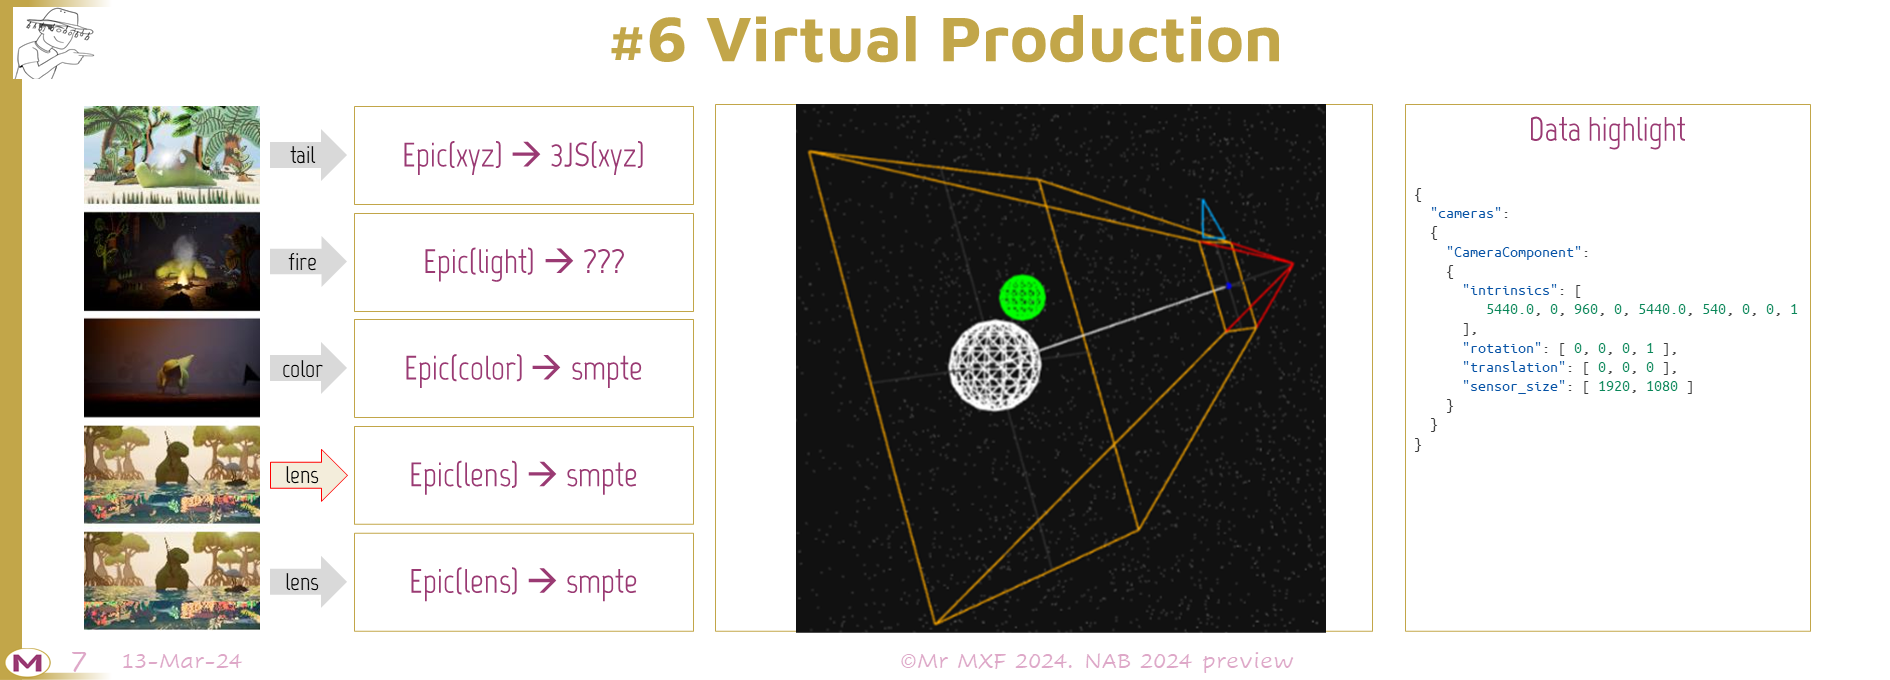 #6 Virtual Production
tail
Epic(xyz) → 3JS(xyz)
fire
Epic(light) → ???
color
Epic(color) → smpte
lens
Epic(lens) → smpte
lens
Epic(lens) → smpte
Data highlight
{
"cameras":
{
"CameraComponent":
{
"intrinsics": [
5440.0, 0, 960, 0, 5440.0, 540, 0, 0, 1
],
"rotation": [ 0, 0, 0, 1 ],
"translation": [ 0, 0, 0 ],
"sensor_size": [ 1920, 1080 ]
}
}
}
M
7
13-Mar-24
©Mr MXF 2024. NAB 2024 preview